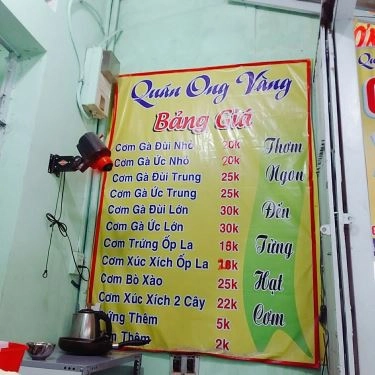 Quán Ong Vàng
Bảng Giá
Cơm Gà Đùi Nhỏ 20k
Cơm Gà Ức Nhỏ 20k
Cơm Gà Đùi Trung 25k
Cơm Gà Ức Trung 25k
Cơm Gà Đùi Lớn 30k
Cơm Gà Ức Lớn 30k
Cơm Trứng Ốp La 18k
Cơm Xúc Xích Ốp La 18k
Cơm Bò Xào 25k
Cơm Xúc Xích 2 Cây 22k
Thêm 5k
Thêm 2k
Thơm
Ngon
Đến
Từng
Hạt
Cơm